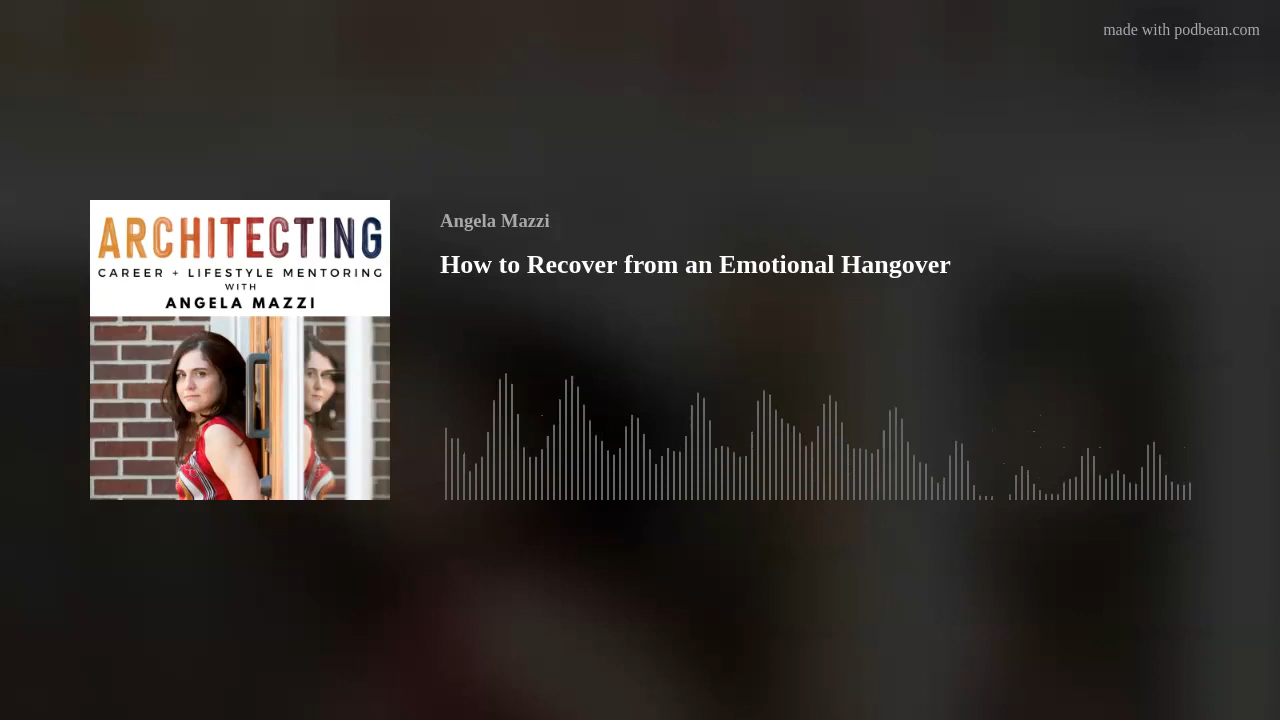 made with podbean.com
ARCHITECTING
CAREER + LIFESTYLE MENTORING
WITH
ANGELA MAZZI
Angela Mazzi
How to Recover from an Emotional Hangover